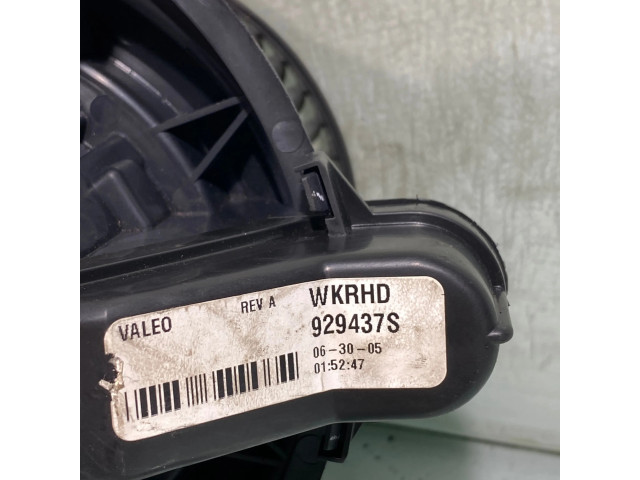 VALEO REV A WKRHD
929437S
06-30-05
01:52:47